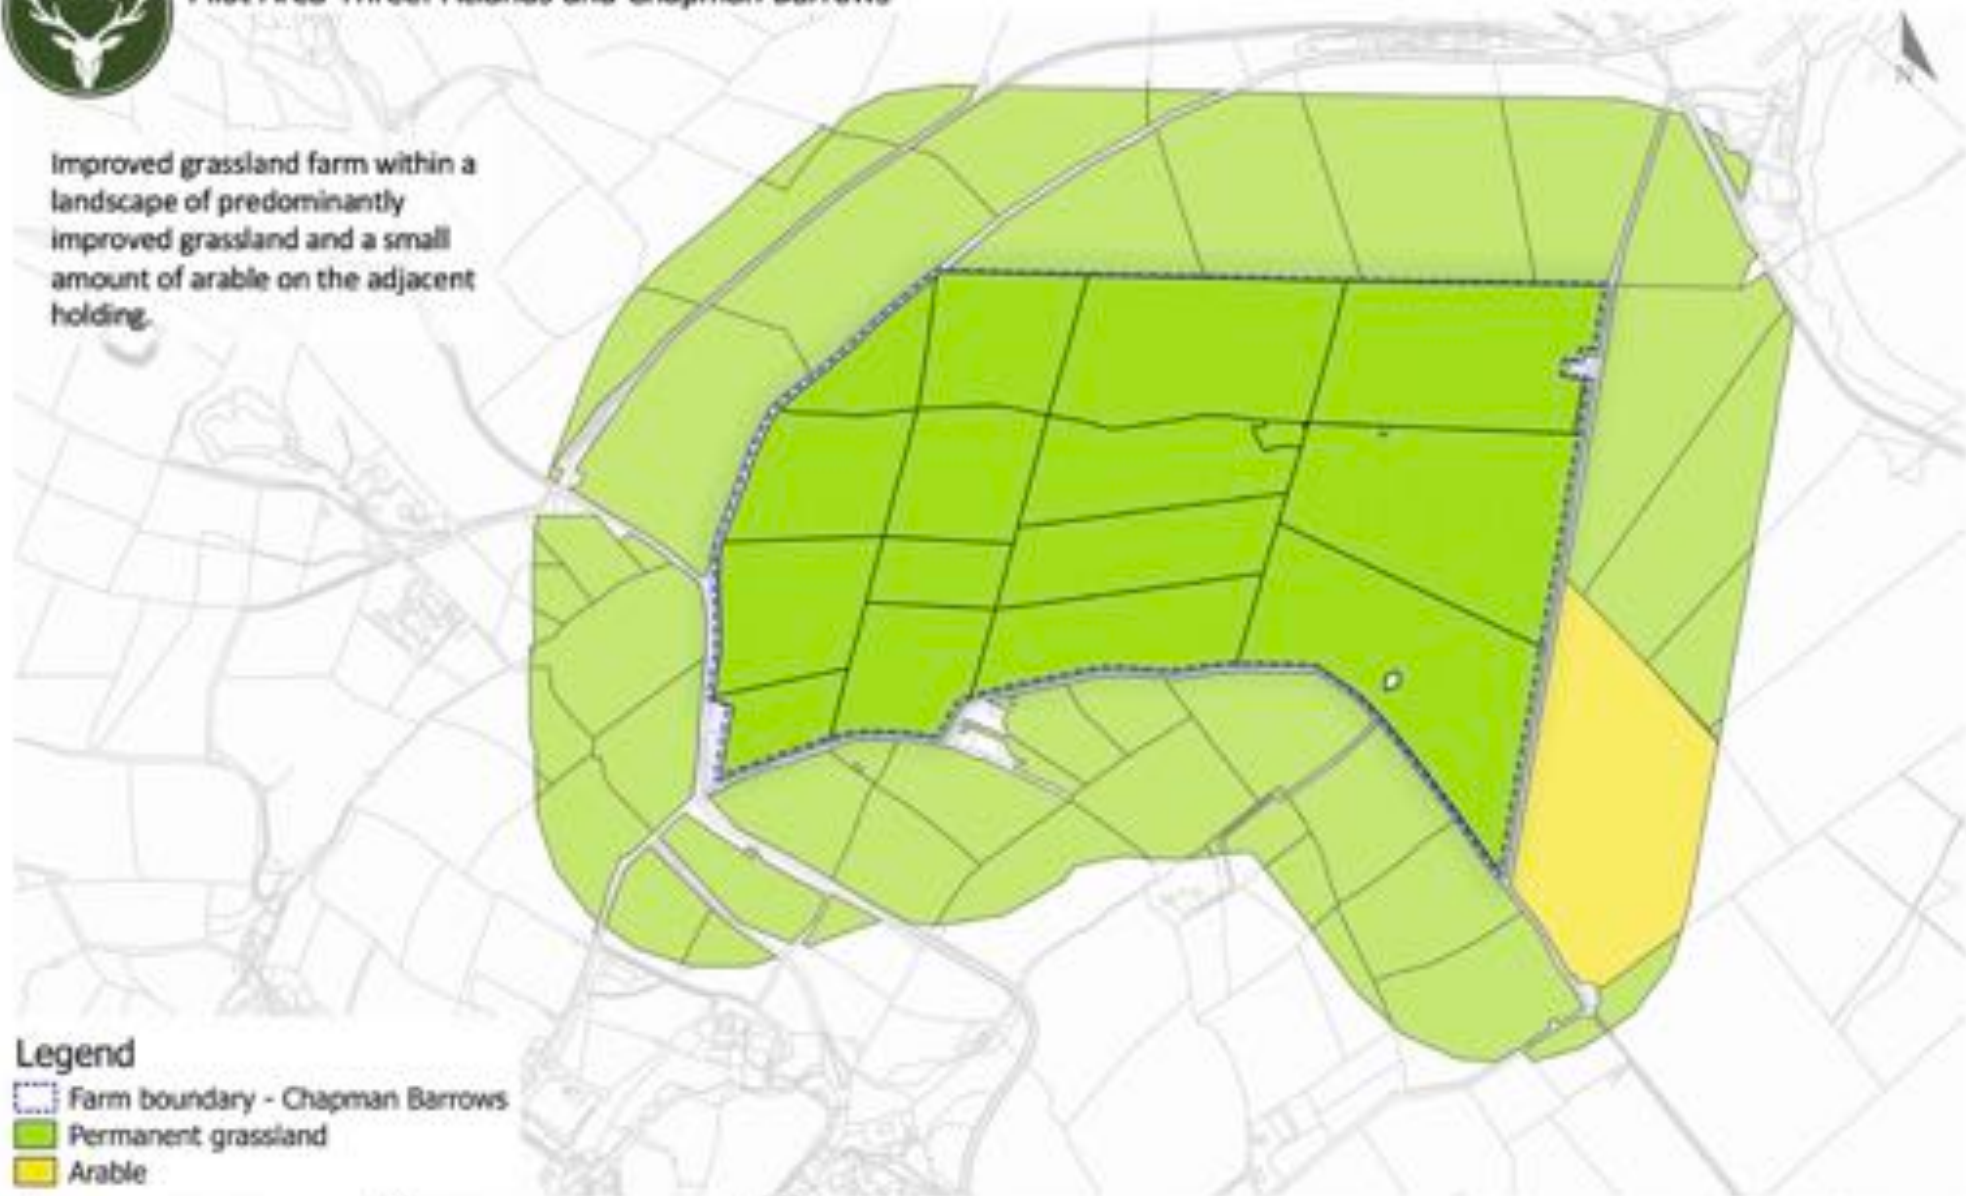 Improved grassland farm within a
landscape of predominantly
improved grassland and a small
amount of arable on the adjacent
holding.
N
Legend
Farm boundary - Chapman Barrows
Permanent grassland
Arable